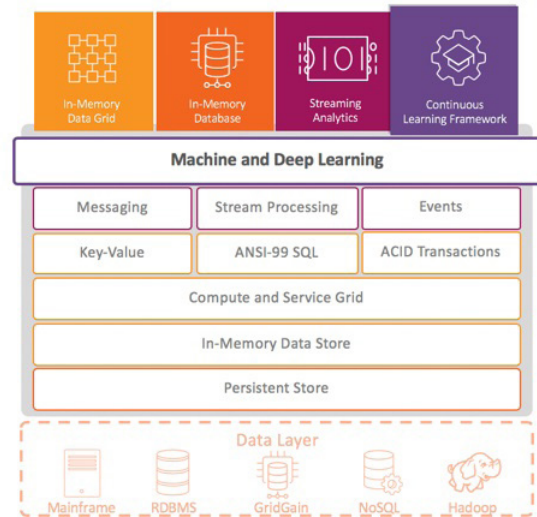 In-Memory
Data Grid
In-Memory
Database
Streaming
Analytics
Continuous
Learning Framework
Machine and Deep Learning
Messaging
Stream Processing
Events
Key-Value
ANSI-99 SQL
ACID Transactions
Compute and Service Grid
In-Memory Data Store
Persistent Store
Data Layer
Mainframe
RDBMS
GridGain
NoSQL
Hadoop